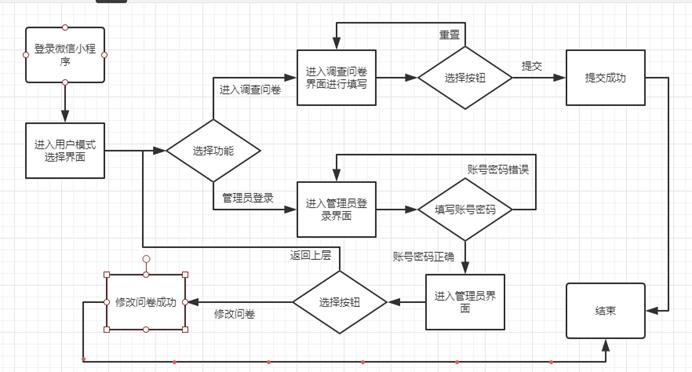 登录微信小程
序
重置
进入调查问卷
界面进行填写
选择按钮
提交
提交成功
进入调查问卷
进入用户模式
选择界面
选择功能
账号密码错误
管理员登录
进入管理员登
录界面
填写账号密码
返回上层
账号密码正确
修改问卷成功
修改问卷
选择按钮
进入管理员界
面
结束